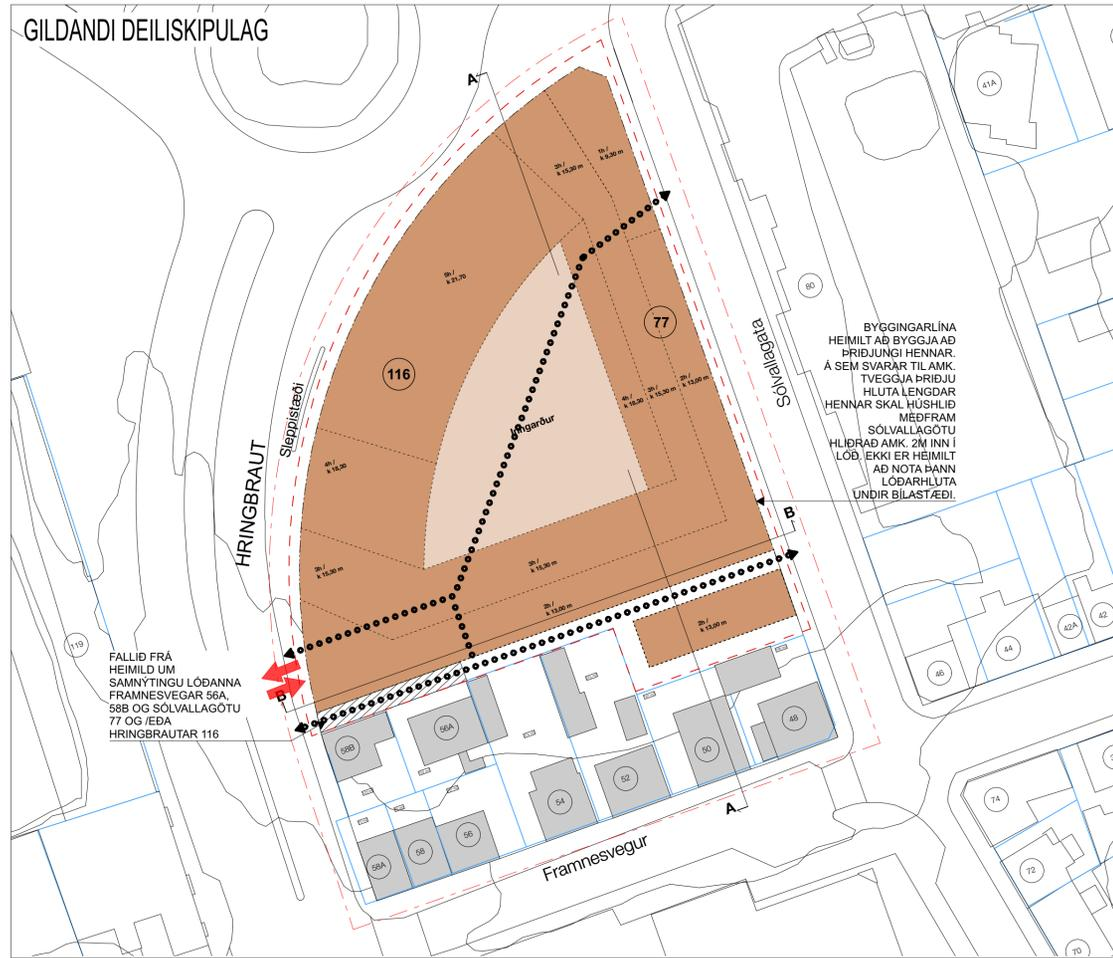 GILDANDI DEILISKIPULAG
A
41A
3h /
k 15,30 m
1h /
k 9,30 m
5h /
k 21,70
60
77
116
Sólvallagata
BYGGINGARLÍNA
HEIMILT AÐ BYGGJA AÐ
ÞRIÐJUNGI HENNAR.
Á SEM SVARAR TIL AMK.
TVEGGJA ÞRIÐJU
HLUTA LENGDAR
HENNAR SKAL HÚSHLIÐ
MEÐFRAM
SÓLVALLAGÖTU
HLIÐRAÐ AMK. 2M INN Í
LÓÐ. EKKI ER HEIMILT
AÐ NOTA ÞANN
LÓÐARHLUTA
UNDIR BÍLASTÆÐI.
4h /
k 18,30
3h /
k 15,30 m
2h /
k 13,00 m
Inngarður
Sleppistæði
HRINGBRAUT
4h /
k 18,30
B
3h /
k 15,30 m
3h /
k 15,30 m
2h /
k 13,00 m
2h /
k 13,00 m
119
FALLIÐ FRÁ
HEIMILD UM
SAMNÝTINGU LÓÐANNA
FRAMNESVEGAR 56A,
58B OG SÓLVALLAGÖTU
77 OG /EÐA
HRINGBRAUTAR 116
B
42
42A
44
46
48
50
52
54
56
56A
58
58A
58B
A
Framnesvegur
74
72
70